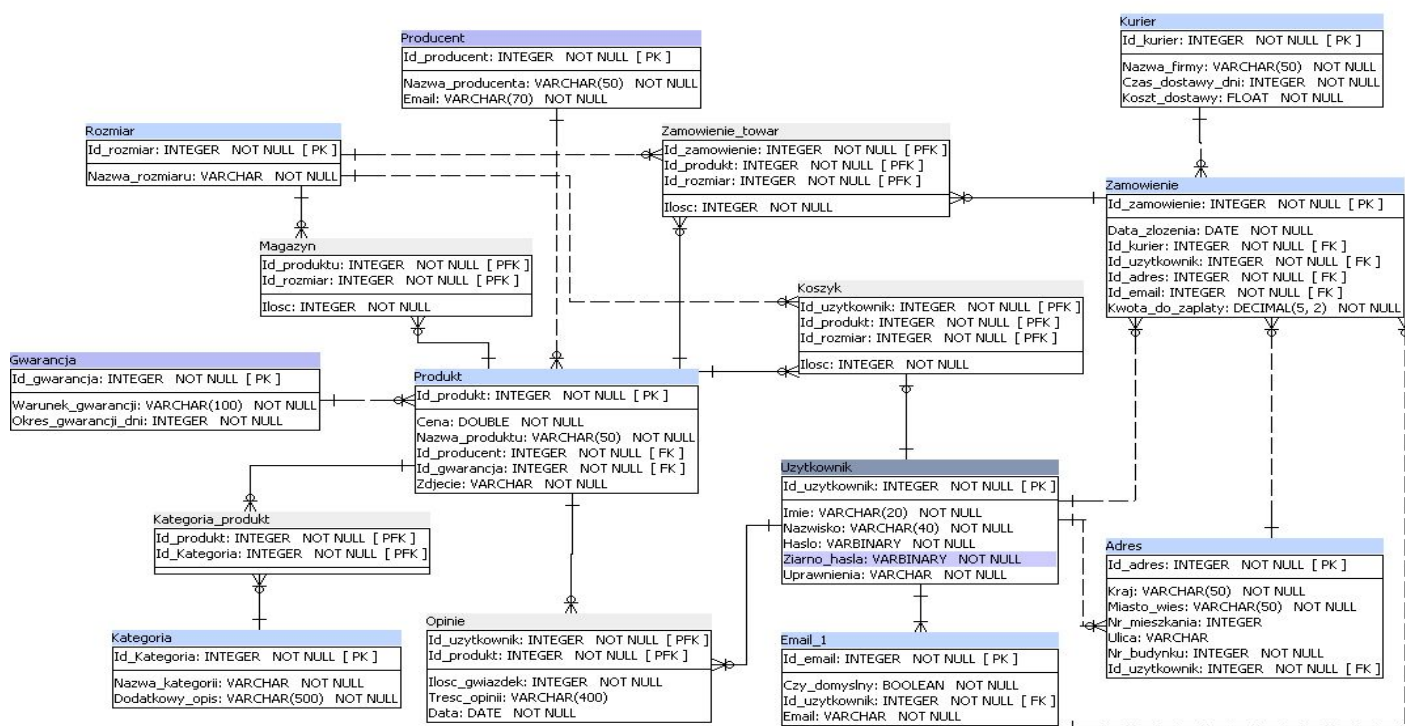 Producent
Id_producent: INTEGER NOT NULL [ PK ]
Nazwa_producenta: VARCHAR(50) NOT NULL
Email: VARCHAR(70) NOT NULL
Kurier
Id_kurier: INTEGER NOT NULL [ PK ]
Nazwa_firmy: VARCHAR(50) NOT NULL
Czas_dostawy_dni: INTEGER NOT NULL
Koszt_dostawy: FLOAT NOT NULL
Rozmiar
Id_rozmiar: INTEGER NOT NULL [ PK ]
Nazwa_rozmiaru: VARCHAR NOT NULL
Zamowienie_towar
Id_zamowienie: INTEGER NOT NULL [ PFK ]
Id_produkt: INTEGER NOT NULL [ PFK ]
Id_rozmiar: INTEGER NOT NULL [ PFK ]
Ilosc: INTEGER NOT NULL
Zamowienie
Id_zamowienie: INTEGER NOT NULL [ PK ]
Data_zlozenia: DATE NOT NULL
Id_kurier: INTEGER NOT NULL [ FK ]
Id_uzytkownik: INTEGER NOT NULL [ FK ]
Id_adres: INTEGER NOT NULL [ FK ]
Id_email: INTEGER NOT NULL [ FK ]
Kwota_do_zaplaty: DECIMAL(5, 2) NOT NULL
Magazyn
Id_produktu: INTEGER NOT NULL [ PFK ]
Id_rozmiar: INTEGER NOT NULL [ PFK ]
Ilosc: INTEGER NOT NULL
Koszyk
Id_uzytkownik: INTEGER NOT NULL [ PFK ]
Id_produkt: INTEGER NOT NULL [ PFK ]
Id_rozmiar: INTEGER NOT NULL [ PFK ]
Ilosc: INTEGER NOT NULL
Gwarancja
Id_gwarancja: INTEGER NOT NULL [ PK ]
Warunek_gwarancji: VARCHAR(100) NOT NULL
Okres_gwarancji_dni: INTEGER NOT NULL
Produkt
Id_produkt: INTEGER NOT NULL [ PK ]
Cena: DOUBLE NOT NULL
Nazwa_produktu: VARCHAR(50) NOT NULL
Id_producent: INTEGER NOT NULL [ FK ]
Id_gwarancja: INTEGER NOT NULL [ FK ]
Zdjecie: VARCHAR NOT NULL
Uzytkownik
Id_uzytkownik: INTEGER NOT NULL [ PK ]
Imie: VARCHAR(20) NOT NULL
Nazwisko: VARCHAR(40) NOT NULL
Haslo: VARBINARY NOT NULL
Ziarno_hasla: VARBINARY NOT NULL
Uprawnienia: VARCHAR NOT NULL
Kategoria_produkt
Id_produkt: INTEGER NOT NULL [ PFK ]
Id_Kategoria: INTEGER NOT NULL [ PFK ]
Adres
Id_adres: INTEGER NOT NULL [ PK ]
Kraj: VARCHAR(50) NOT NULL
Miasto_wies: VARCHAR(50) NOT NULL
Nr_mieszkania: INTEGER
Ulica: VARCHAR
Nr_budynku: INTEGER NOT NULL
Id_uzytkownik: INTEGER NOT NULL [ FK ]
Kategoria
Id_Kategoria: INTEGER NOT NULL [ PK ]
Nazwa_kategorii: VARCHAR NOT NULL
Dodatkowy_opis: VARCHAR(500) NOT NULL
Opinie
Id_uzytkownik: INTEGER NOT NULL [ PFK ]
Id_produkt: INTEGER NOT NULL [ PFK ]
Ilosc_gwiazdek: INTEGER NOT NULL
Tresc_opinii: VARCHAR(400)
Data: DATE NOT NULL
Email_1
Id_email: INTEGER NOT NULL [ PK ]
Czy_domyslny: BOOLEAN NOT NULL
Id_uzytkownik: INTEGER NOT NULL [ FK ]
Email: VARCHAR NOT NULL